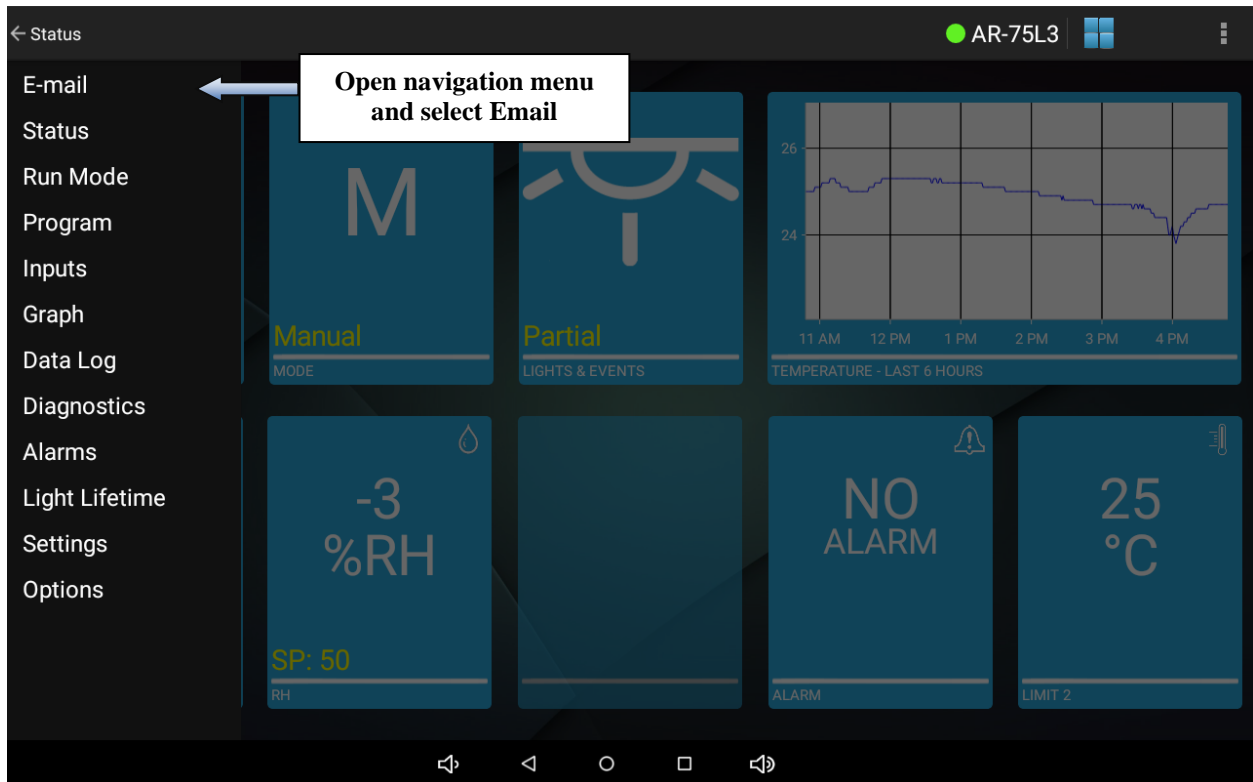 Status
AR-75L3
Open navigation menu
and select Email
E-mail
Status
Run Mode
Program
Inputs
Graph
Data Log
Diagnostics
Alarms
Light Lifetime
Settings
Options
M
Manual
MODE
Partial
LIGHTS & EVENTS
26
24
11 AM 12 PM 1 PM 2 PM 3 PM 4 PM
TEMPERATURE - LAST 6 HOURS
-3
%RH
SP: 50
RH
NO
ALARM
ALARM
25
°C
LIMIT 2